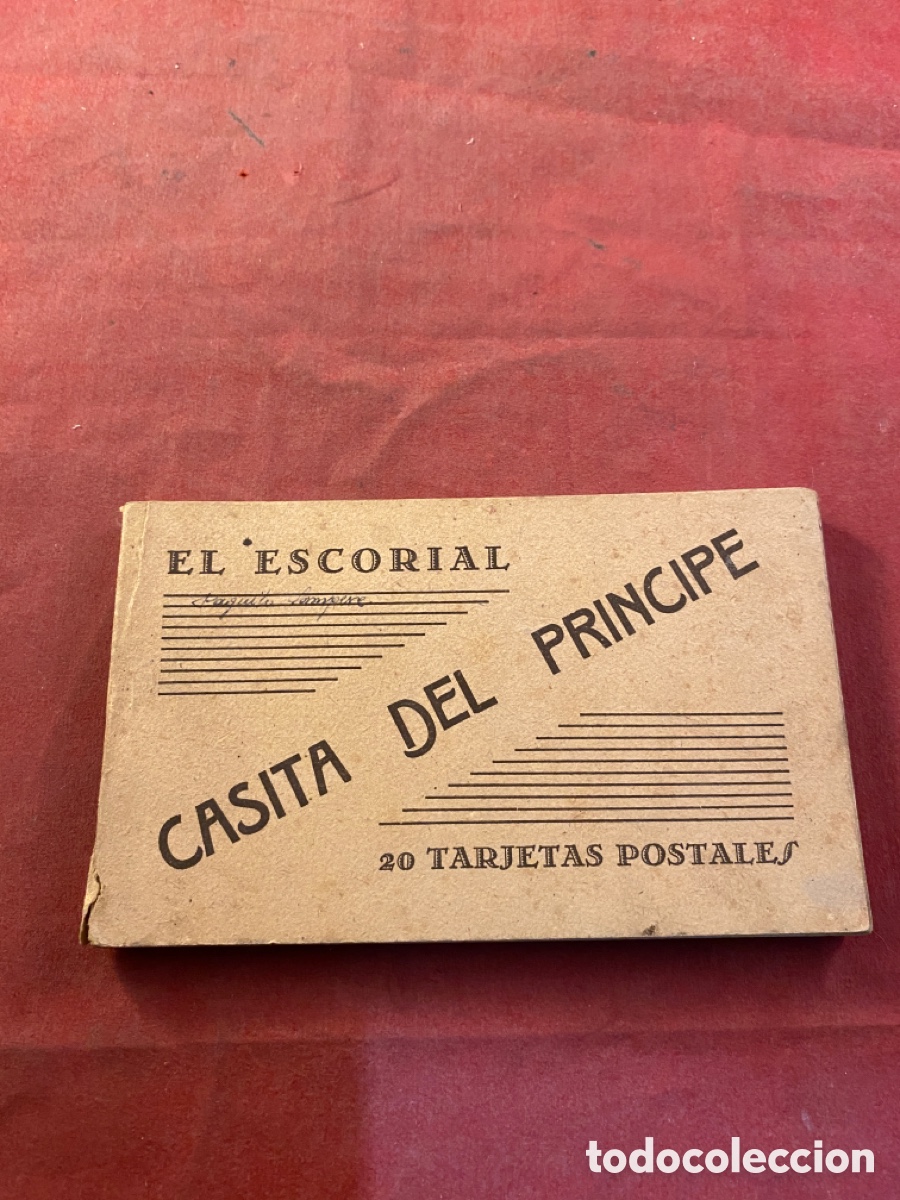 EL ESCORIAL
CASITA DEL PRINCIPE
20 TARJETAS POSTALES
todocoleccion